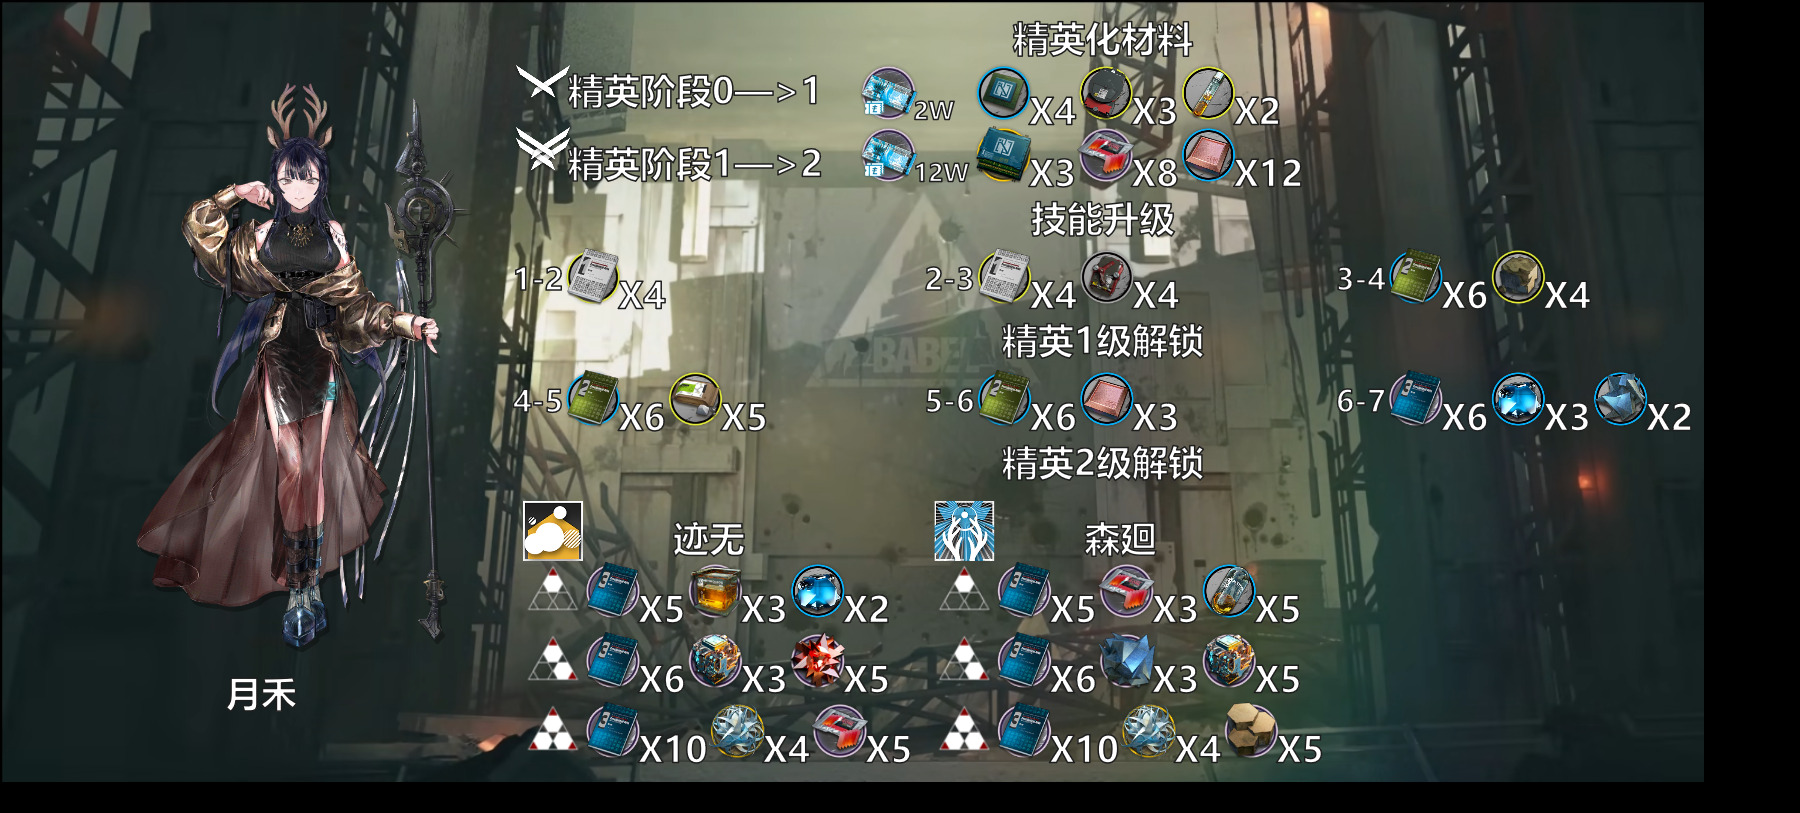 精英化材料
精英阶段0—>1 2W X4 X3 X2
精英阶段1—>2 12W X3 X8 X12
技能升级
1-2 X4 2-3 X4 X4 3-4 X6 X4
精英1级解锁
BABEL
4-5 X6 X5 5-6 X6 X3 6-7 X6 X3 X2
精英2级解锁
迹无 森廻
X5 X3 X2 X5 X3 X5
X6 X3 X5 X6 X3 X5
月禾
X10 X4 X5 X10 X4 X5